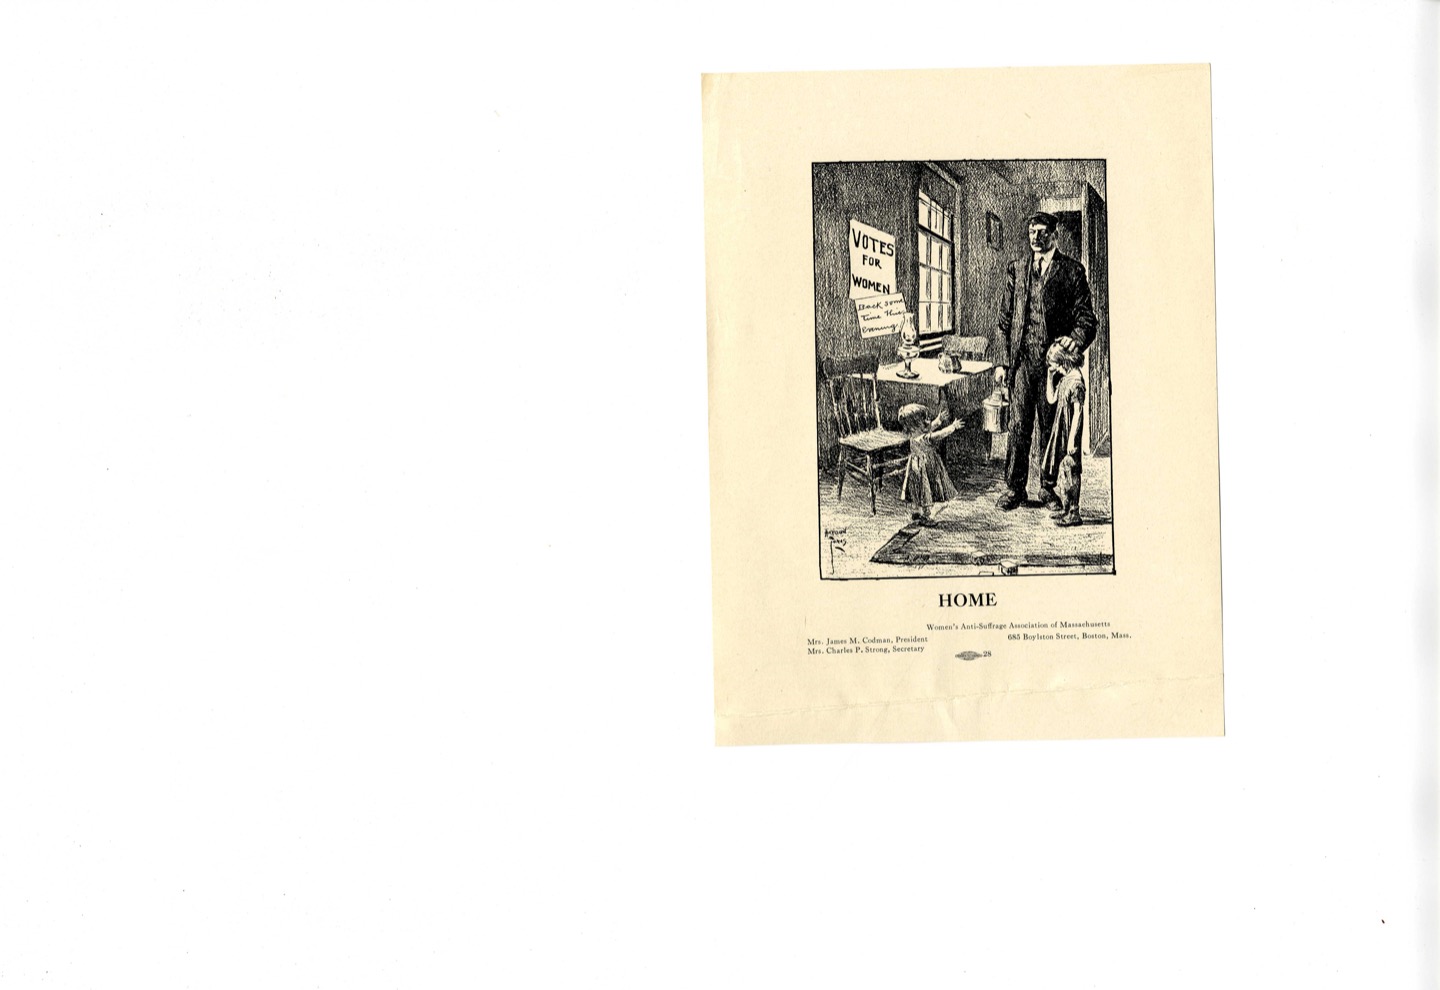 VOTES
FOR
WOMEN
Back some
time this
evening
HOME
Women's Anti-Suffrage Association of Massachusetts
Mrs. James M. Codman, President
685 Boylston Street, Boston, Mass.
Mrs. Charles P. Strong, Secretary
28